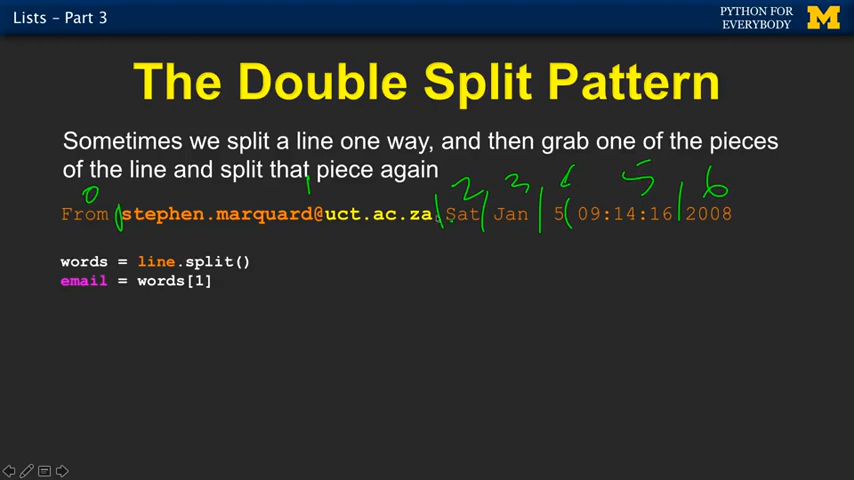 Lists – Part 3
PYTHON FOR
EVERYBODY
The Double Split Pattern
Sometimes we split a line one way, and then grab one of the pieces
of the line and split that piece again
0 1 2 3 5 6
From stephen.marquard@uct.ac.za Sat Jan 5 09:14:16 2008
words = line.split()
email = words[1]